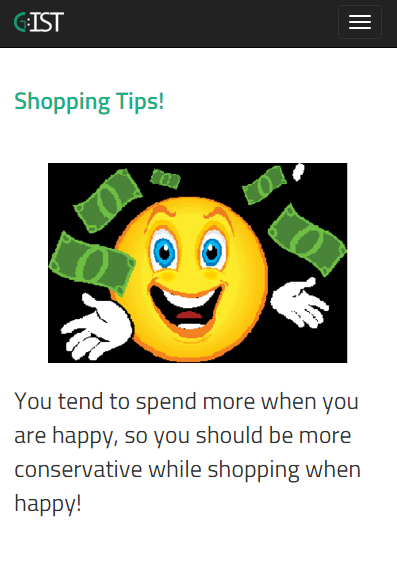 G:IST
Shopping Tips!
You tend to spend more when you
are happy, so you should be more
conservative while shopping when
happy!